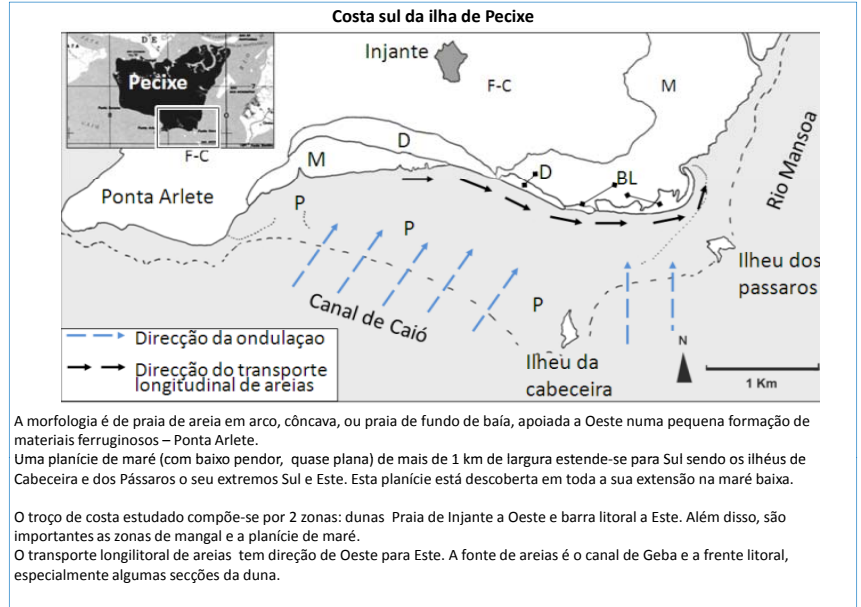 Costa sul da ilha de Pecixe
Pecixe
Injante
F-C
M
Rio Mansoa
F-C
D
M
D
BL
Ponta Arlete
P
P
Ilheu dos
passaros
Canal de Caió
P
Direcção da ondulaçao
Ilheu da
cabeceira
N
Direcção do transporte
longitudinal de areias
1 Km
A morfologia é de praia de areia em arco, côncava, ou praia de fundo de baía, apoiada a Oeste numa pequena formação de
materiais ferruginosos – Ponta Arlete.
Uma planície de maré (com baixo pendor, quase plana) de mais de 1 km de largura estende-se para Sul sendo os ilhéus de
Cabeceira e dos Pássaros o seu extremos Sul e Este. Esta planície está descoberta em toda a sua extensão na maré baixa.
O troço de costa estudado compõe-se por 2 zonas: dunas Praia de Injante a Oeste e barra litoral a Este. Além disso, são
importantes as zonas de mangal e a planície de maré.
O transporte longilitoral de areias tem direção de Oeste para Este. A fonte de areias é o canal de Geba e a frente litoral,
especialmente algumas secções da duna.